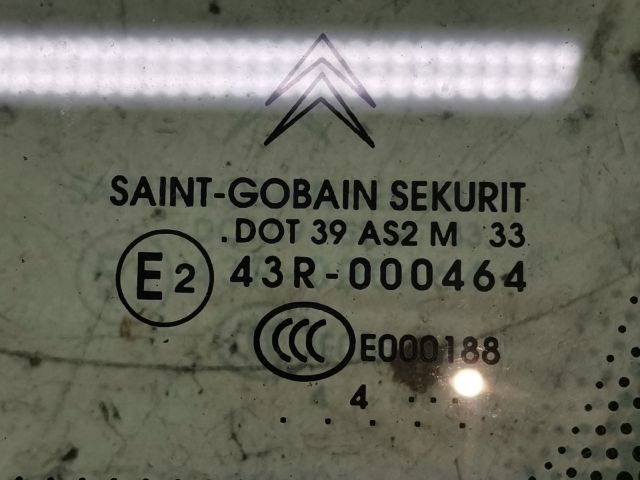 SAINT-GOBAIN SEKURIT
.DOT 39 AS2 M 33
E2 43R-000464
CCC E000188
4 ...